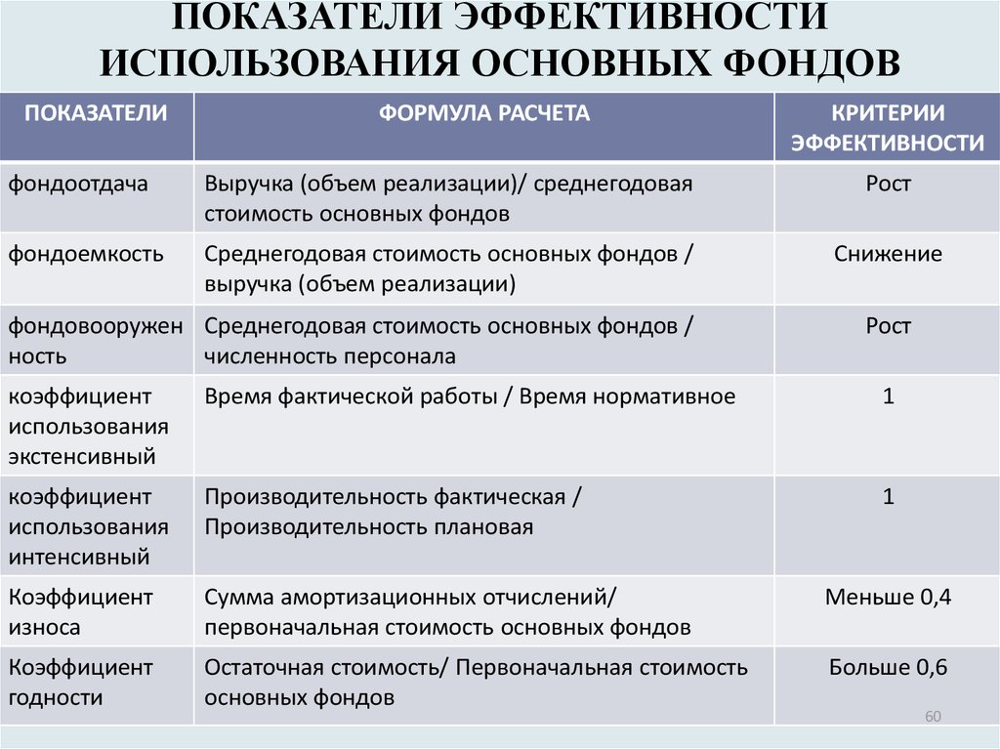 ПОКАЗАТЕЛИ ЭФФЕКТИВНОСТИ
ИСПОЛЬЗОВАНИЯ ОСНОВНЫХ ФОНДОВ
ПОКАЗАТЕЛИ
ФОРМУЛА РАСЧЕТА
КРИТЕРИИ
ЭФФЕКТИВНОСТИ
фондоотдача
Выручка (объем реализации)/ среднегодовая
стоимость основных фондов
Рост
фондоемкость
Среднегодовая стоимость основных фондов /
выручка (объем реализации)
Снижение
фондовооружен
ность
Среднегодовая стоимость основных фондов /
численность персонала
Рост
коэффициент
использования
экстенсивный
Время фактической работы / Время нормативное
1
коэффициент
использования
интенсивный
Производительность фактическая /
Производительность плановая
1
Коэффициент
износа
Сумма амортизационных отчислений/
первоначальная стоимость основных фондов
Меньше 0,4
Коэффициент
годности
Остаточная стоимость/ Первоначальная стоимость
основных фондов
Больше 0,6
60